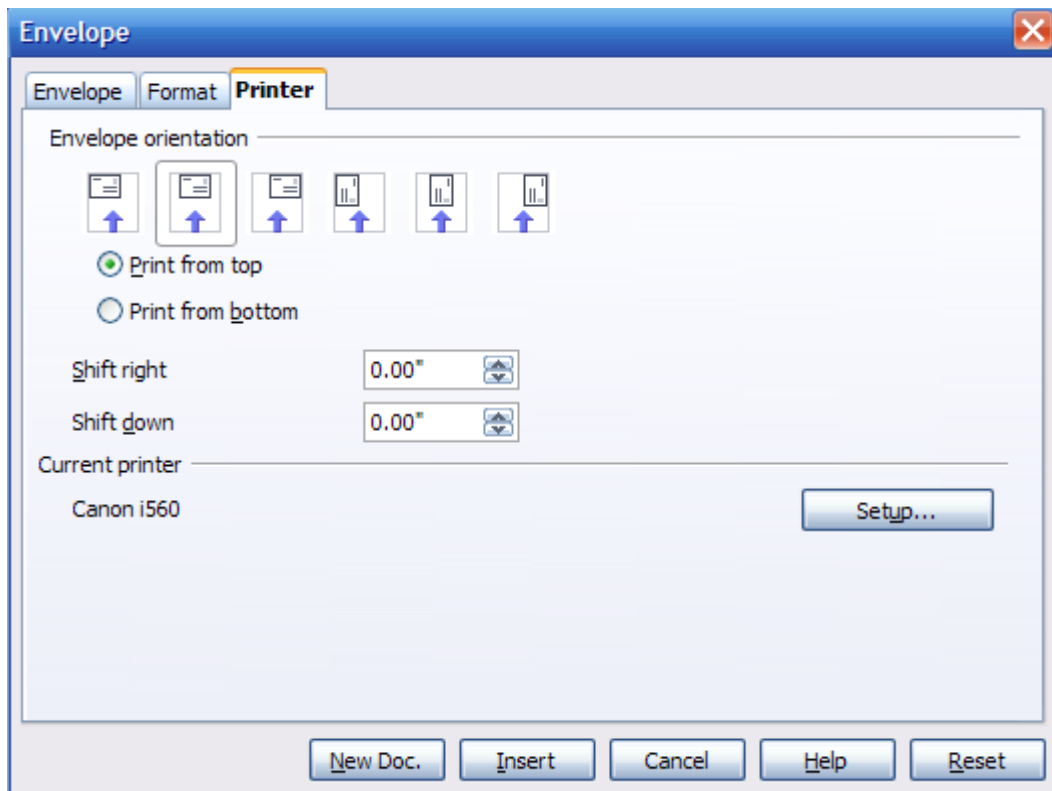 Envelope
Envelope Format Printer
Envelope orientation
Print from top
Print from bottom
Shift right 0.00"
Shift down 0.00"
Current printer
Canon i560 Setup...
New Doc. Insert Cancel Help Reset